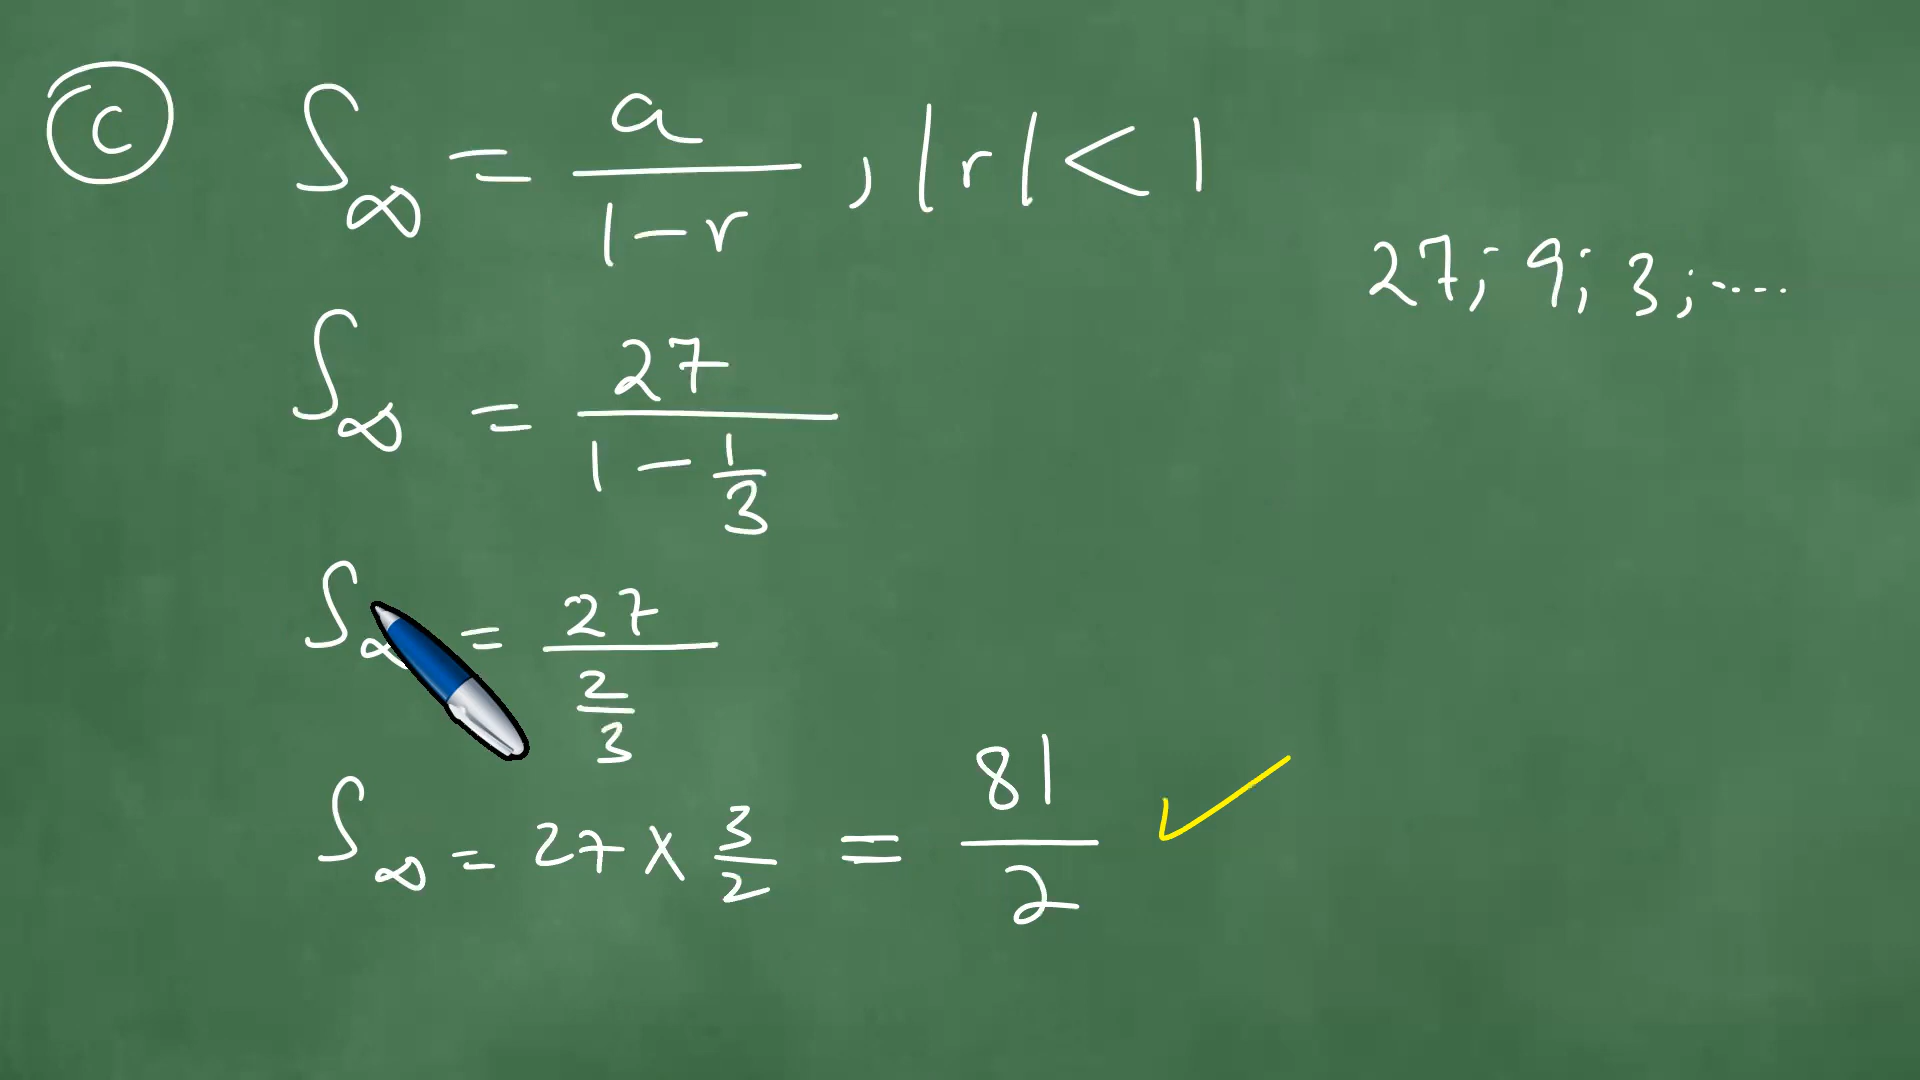 C
S∞ = a/(1-r) , |r| < 1
27; 9; 3; ....
S∞ = 27/(1 - 1/3)
S∞ = 27/(2/3)
S∞ = 27 × 3/2 = 81/2